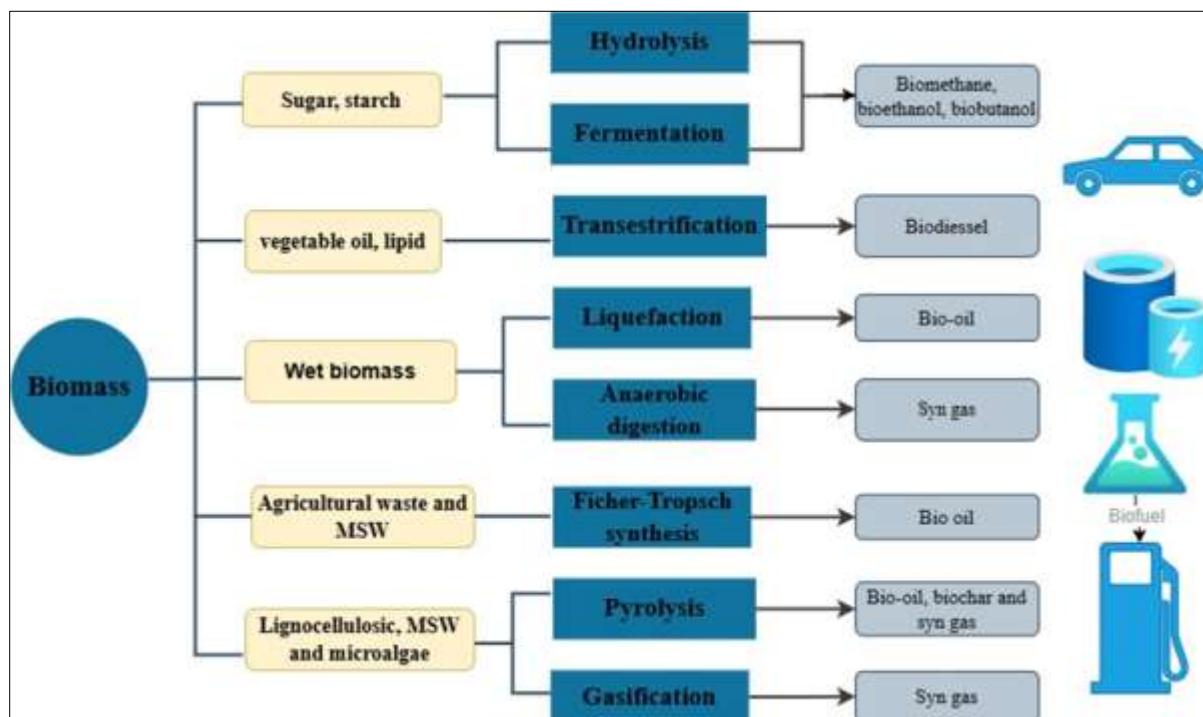 Biomass
Sugar, starch
Hydrolysis
Fermentation
Biomethane,
bioethanol, biobutanol
vegetable oil, lipid
Transestrification
Biodiessel
Wet biomass
Liquefaction
Bio-oil
Anaerobic
digestion
Syn gas
Agricultural waste and
MSW
Ficher-Tropsch
synthesis
Bio oil
Lignocellulosic, MSW
and microalgae
Pyrolysis
Bio-oil, biochar and
syn gas
Gasification
Syn gas
Biofuel